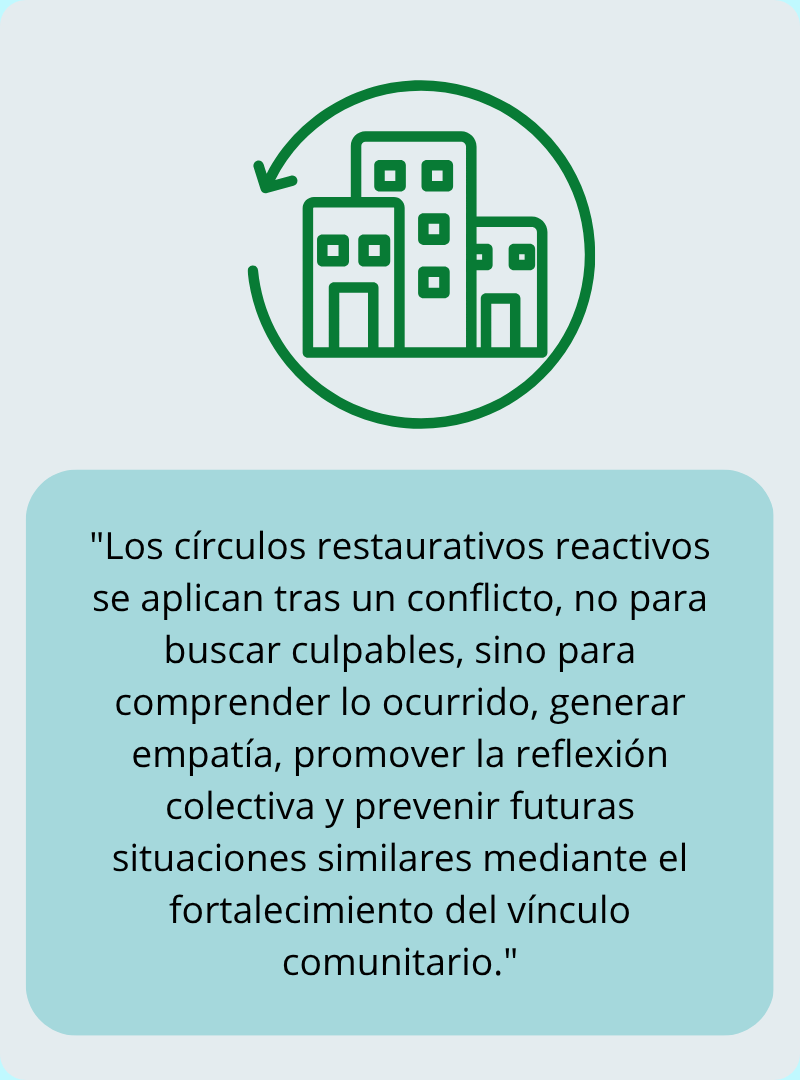 "Los círculos restaurativos reactivos
se aplican tras un conflicto, no para
buscar culpables, sino para
comprender lo ocurrido, generar
empatía, promover la reflexión
colectiva y prevenir futuras
situaciones similares mediante el
fortalecimiento del vínculo
comunitario."